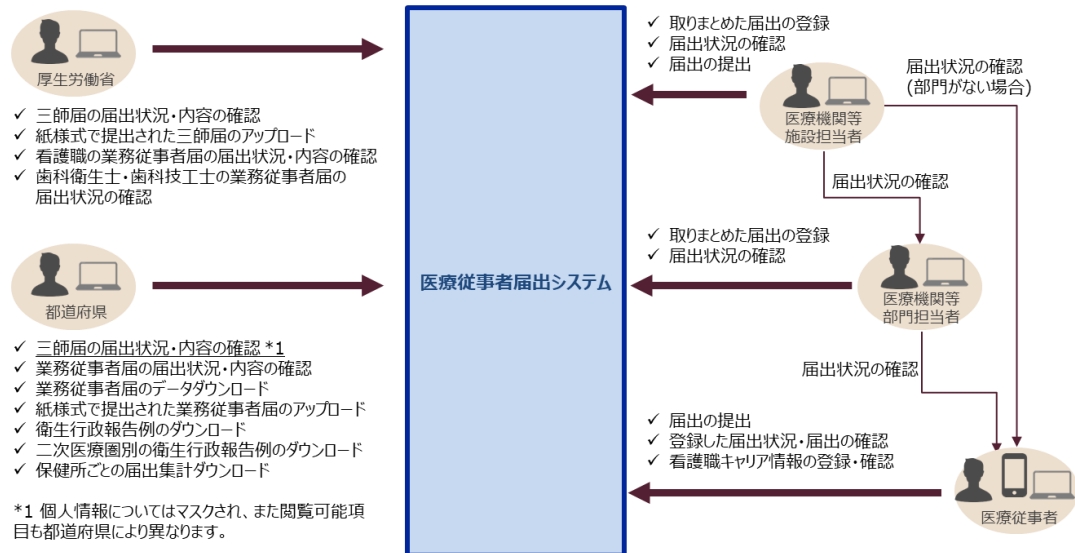 厚生労働省
✓ 三師届の届出状況・内容の確認
✓ 紙様式で提出された三師届のアップロード
✓ 看護職の業務従事者届の届出状況・内容の確認
✓ 歯科衛生士・歯科技工士の業務従事者届の
届出状況の確認
都道府県
✓ 三師届の届出状況・内容の確認 *1
✓ 業務従事者届の届出状況・内容の確認
✓ 業務従事者届のデータダウンロード
✓ 紙様式で提出された業務従事者届のアップロード
✓ 衛生行政報告例のダウンロード
✓ 二次医療圏別の衛生行政報告例のダウンロード
✓ 保健所ごとの届出集計ダウンロード
*1 個人情報についてはマスクされ、また閲覧可能項
目も都道府県により異なります。
医療従事者届出システム
✓ 取りまとめた届出の登録
✓ 届出状況の確認
✓ 届出の提出
医療機関等
施設担当者
届出状況の確認
(部門がない場合)
届出状況の確認
✓ 取りまとめた届出の登録
✓ 届出状況の確認
医療機関等
部門担当者
届出状況の確認
✓ 届出の提出
✓ 登録した届出状況・届出の確認
✓ 看護職キャリア情報の登録・確認
医療従事者